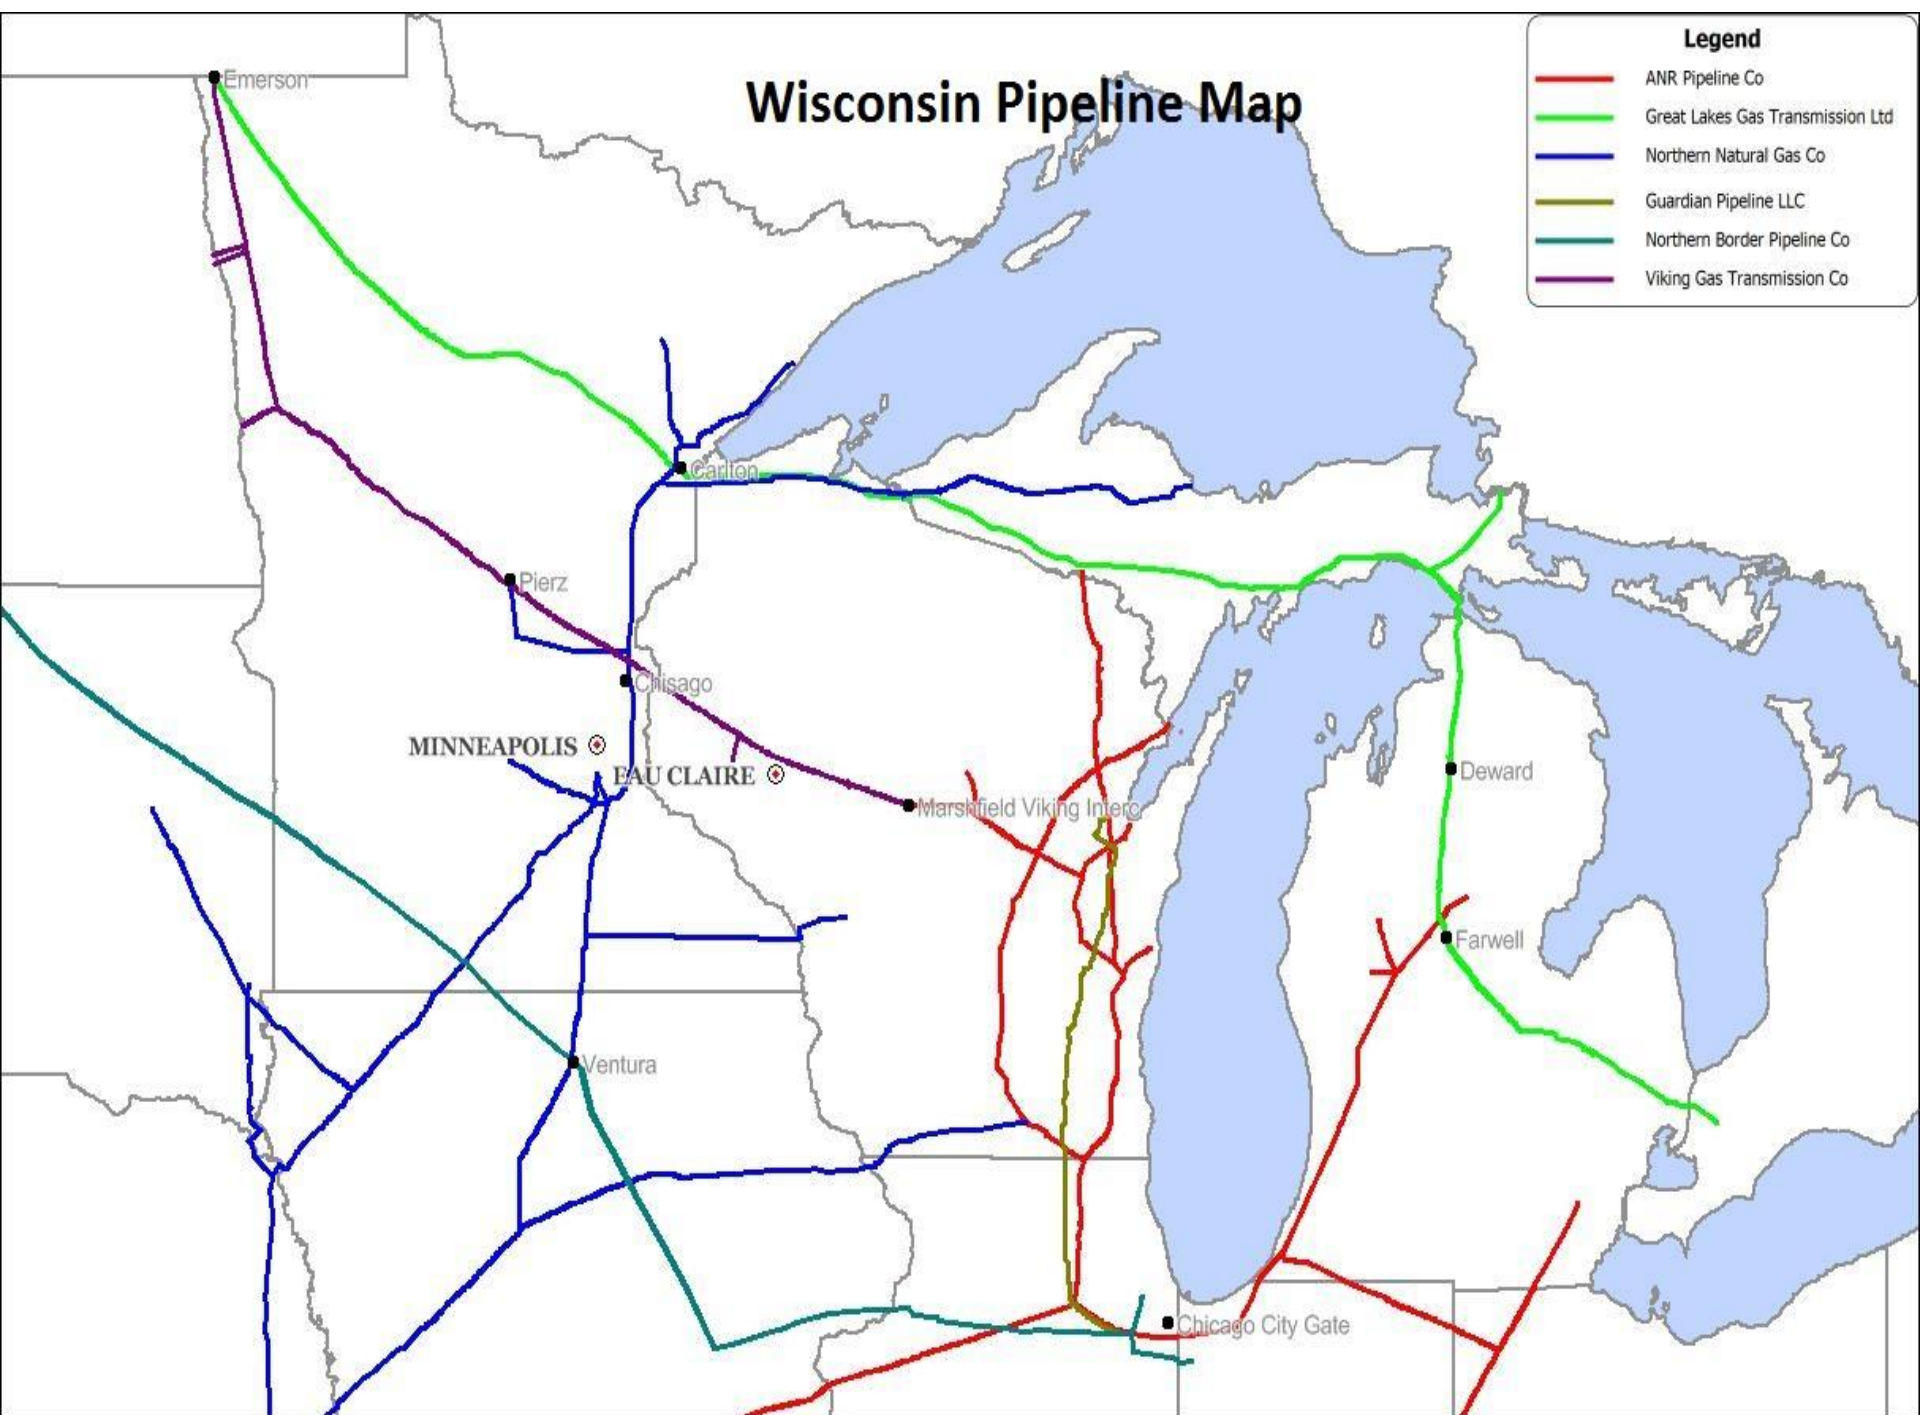 Wisconsin Pipeline Map
Legend
ANR Pipeline Co
Great Lakes Gas Transmission Ltd
Northern Natural Gas Co
Guardian Pipeline LLC
Northern Border Pipeline Co
Viking Gas Transmission Co
Emerson
Carlton
Pierz
Chisago
MINNEAPOLIS
EAU CLAIRE
Deward
Marshfield Viking Interc
Farwell
Ventura
Chicago City Gate